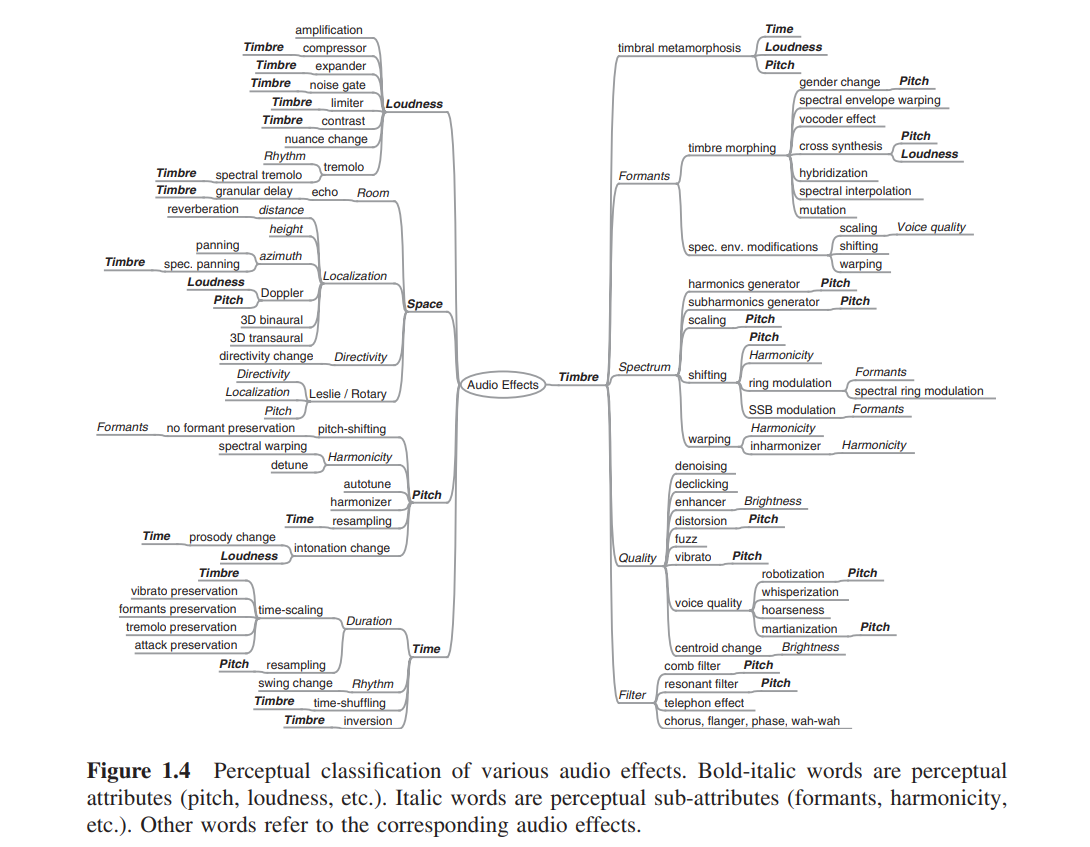 amplification
Timbre compressor
Timbre expander
Timbre noise gate
Timbre limiter
Timbre contrast
nuance change
Loudness
Rhythm
tremolo
Timbre spectral tremolo
Timbre granular delay echo Room
reverberation distance
height
panning
azimuth
Timbre spec. panning
Localization
Loudness
Doppler
Pitch
Space
3D binaural
3D transaural
directivity change Directivity
Directivity
Localization Leslie / Rotary
Pitch
Formants no formant preservation pitch-shifting
spectral warping
Harmonicity
detune
autotune
harmonizer
Pitch
Time resampling
Time prosody change
intonation change
Loudness
Timbre
vibrato preservation
formants preservation time-scaling
tremolo preservation
attack preservation
Duration
Pitch resampling
Time
swing change Rhythm
Timbre time-shuffling
Timbre inversion
Audio Effects
Timbre
timbral metamorphosis
Time
Loudness
Pitch
Formants
timbre morphing
gender change Pitch
spectral envelope warping
vocoder effect
cross synthesis
Pitch
Loudness
hybridization
spectral interpolation
mutation
spec. env. modifications
scaling Voice quality
shifting
warping
Spectrum
harmonics generator Pitch
subharmonics generator Pitch
scaling Pitch
shifting
Pitch
Harmonicity
ring modulation
Formants
spectral ring modulation
SSB modulation Formants
warping
Harmonicity
inharmonizer Harmonicity
Quality
denoising
declicking
enhancer Brightness
distorsion Pitch
fuzz
vibrato Pitch
voice quality
robotization Pitch
whisperization
hoarseness
martianization Pitch
centroid change Brightness
Filter
comb filter Pitch
resonant filter Pitch
telephon effect
chorus, flanger, phase, wah-wah
Figure 1.4 Perceptual classification of various audio effects. Bold-italic words are perceptual
attributes (pitch, loudness, etc.). Italic words are perceptual sub-attributes (formants, harmonicity,
etc.). Other words refer to the corresponding audio effects.